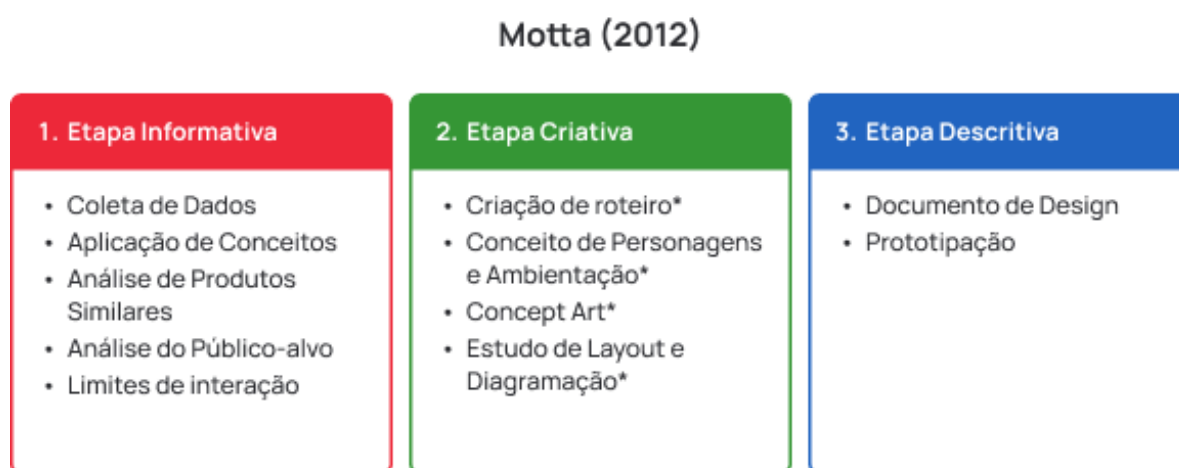 Motta (2012)
1. Etapa Informativa
• Coleta de Dados
• Aplicação de Conceitos
• Análise de Produtos
Similares
• Análise do Público-alvo
• Limites de interação
2. Etapa Criativa
• Criação de roteiro*
• Conceito de Personagens
e Ambientação*
• Concept Art*
• Estudo de Layout e
Diagramação*
3. Etapa Descritiva
• Documento de Design
• Prototipação